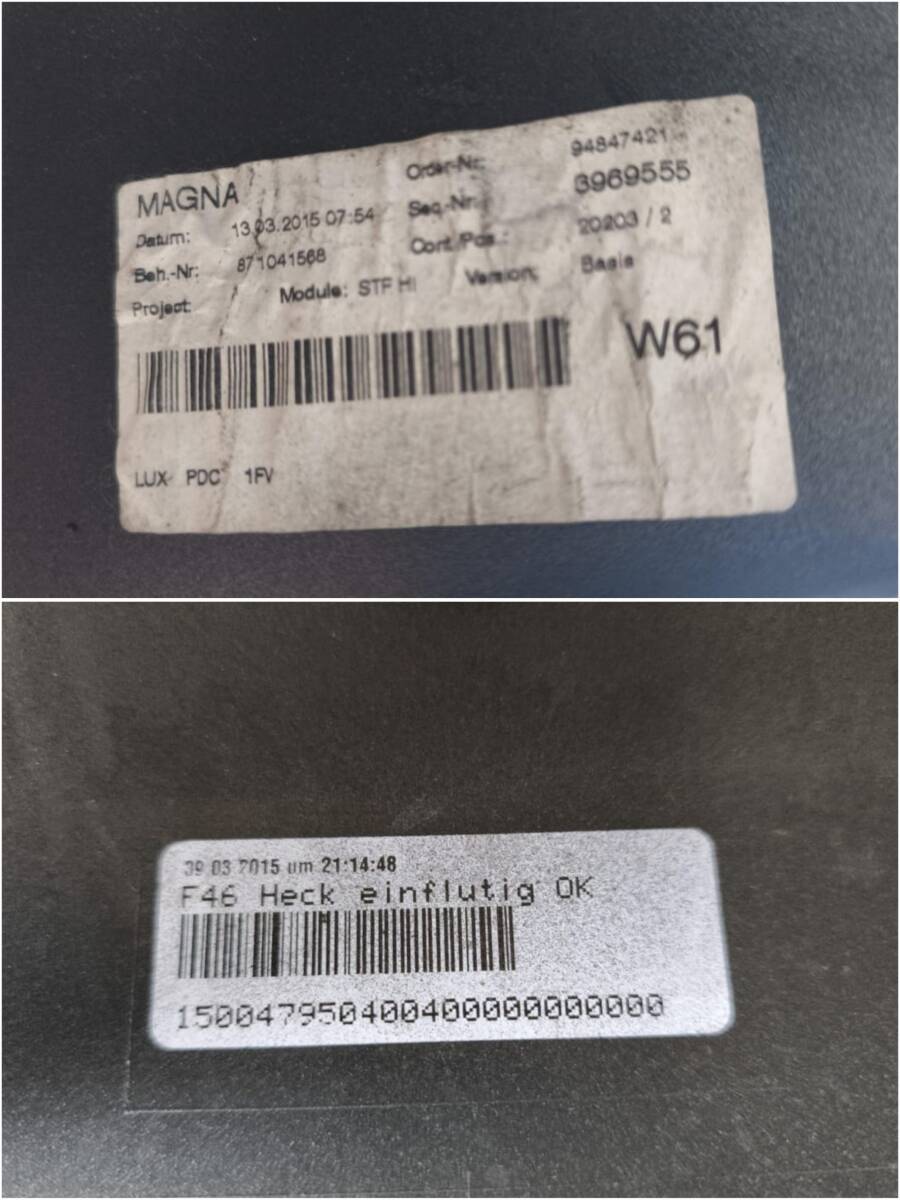 MAGNA
Order-Nr: 94847421
Datum: 13.03.2015 07:54
Seq.-Nr.: 3969555
Beh.-Nr: 871041568
Cont./Pos.: 20203 / 2
Project: Module: STF HI Version: Basis
W61
LUX PDC 1FV
03 2015 um 21:14:48
F46 Heck einflutig OK
15004795040040000000000000